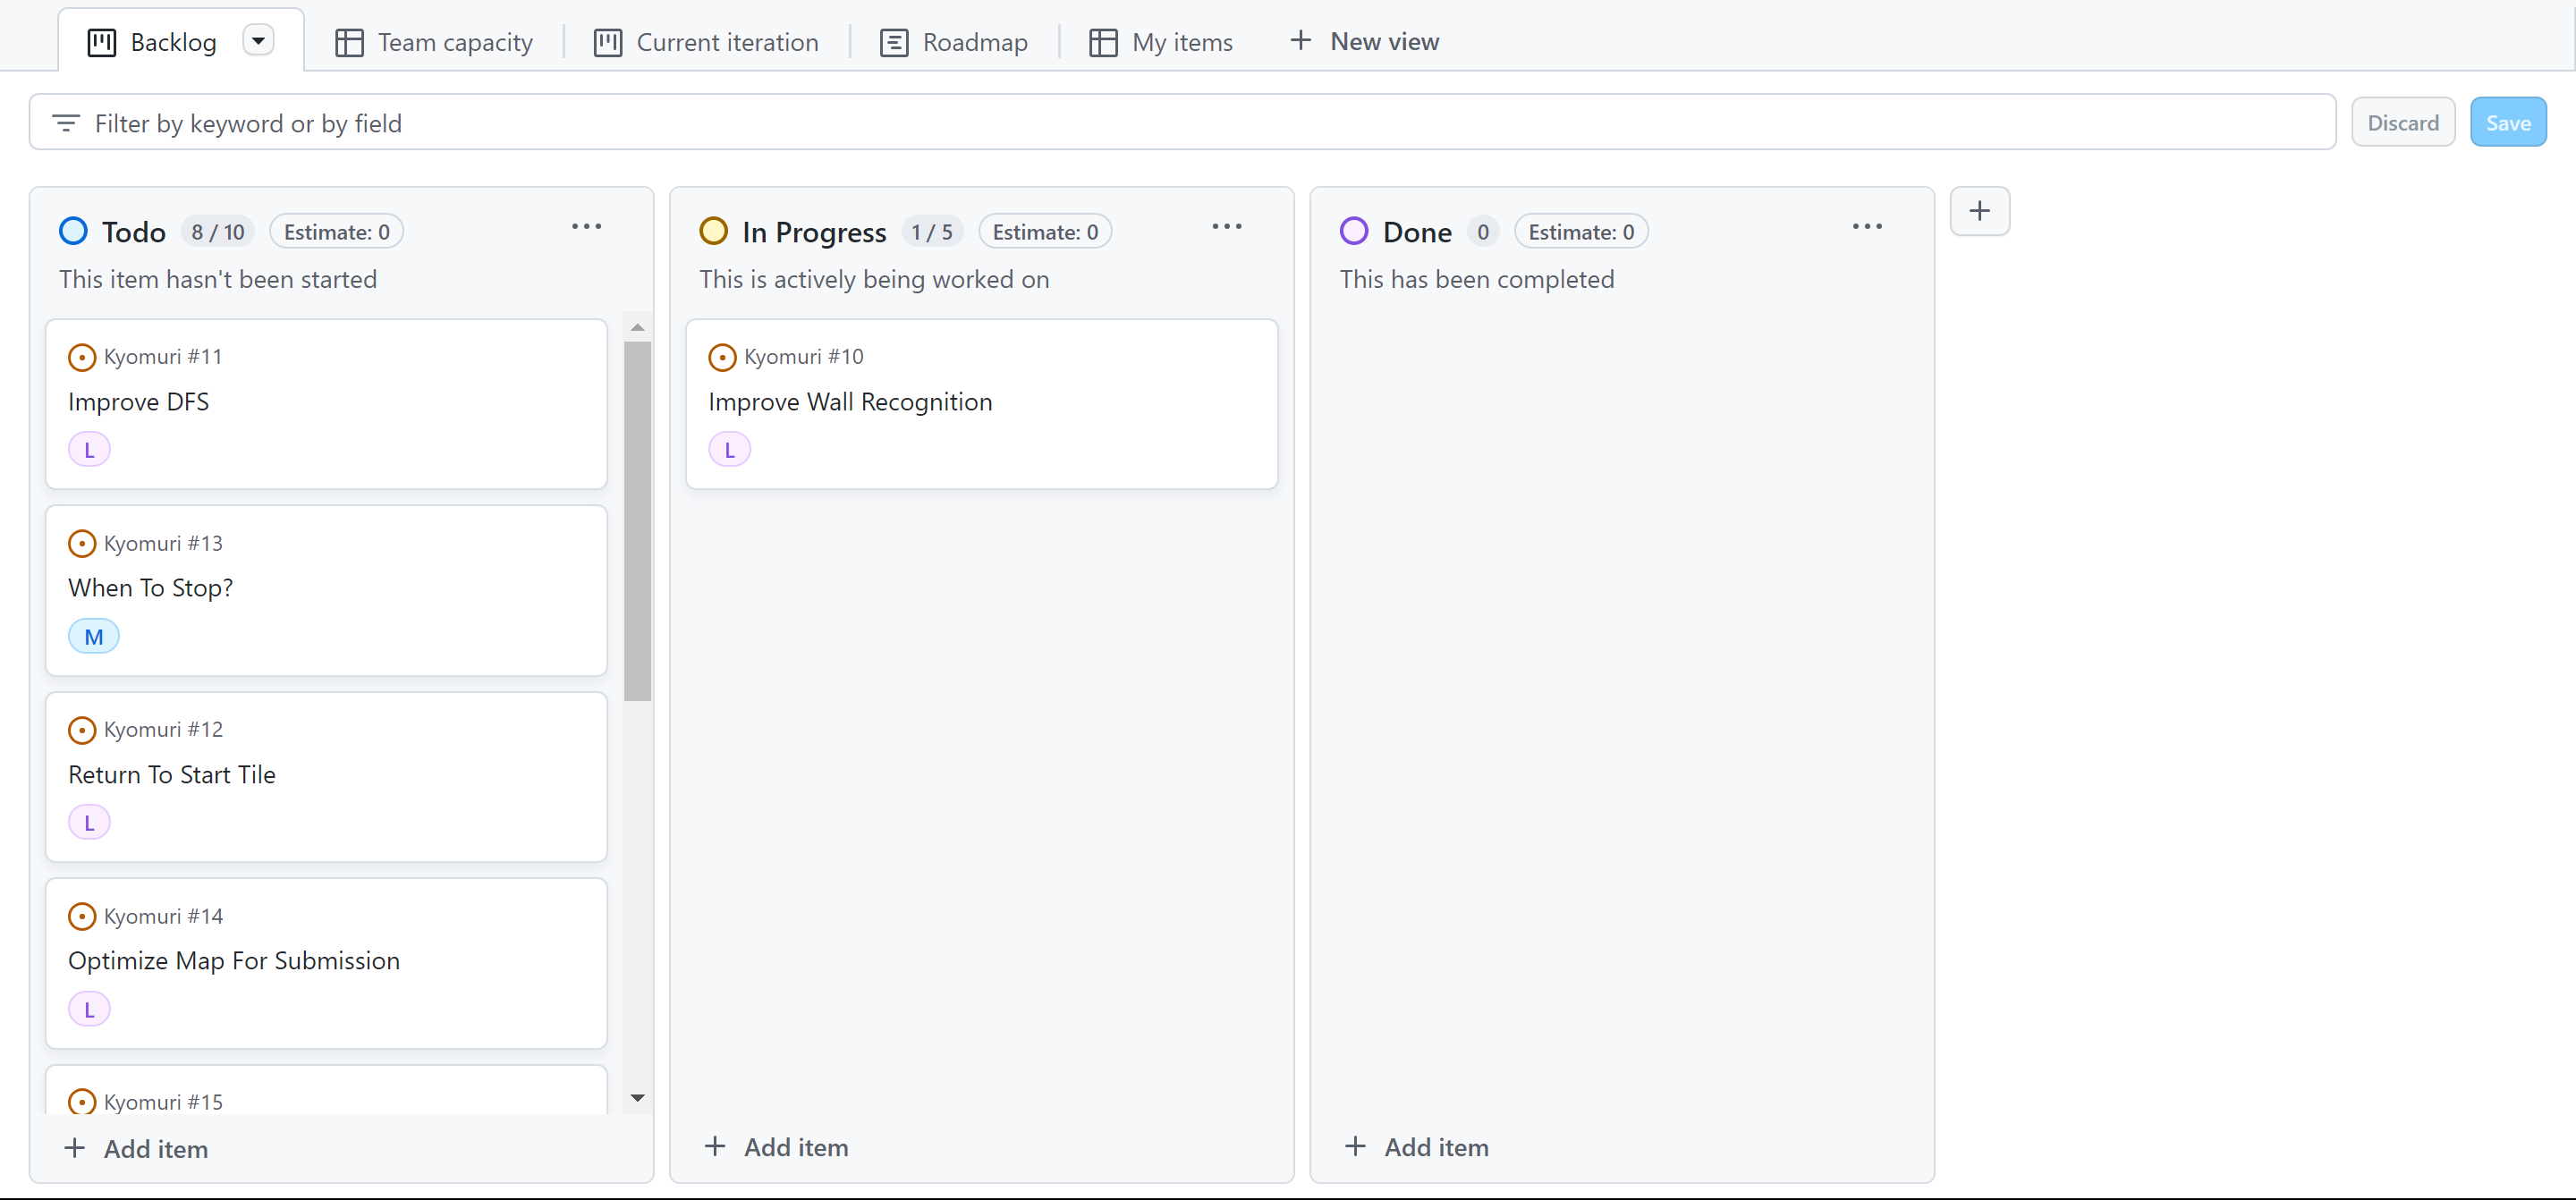 Backlog
Team capacity
Current iteration
Roadmap
My items
New view
Filter by keyword or by field
Discard
Save
Todo 8 / 10 Estimate: 0
This item hasn't been started
Kyomuri #11
Improve DFS
L
Kyomuri #13
When To Stop?
M
Kyomuri #12
Return To Start Tile
L
Kyomuri #14
Optimize Map For Submission
L
Kyomuri #15
Add item
In Progress 1 / 5 Estimate: 0
This is actively being worked on
Kyomuri #10
Improve Wall Recognition
L
Add item
Done 0 Estimate: 0
This has been completed
Add item